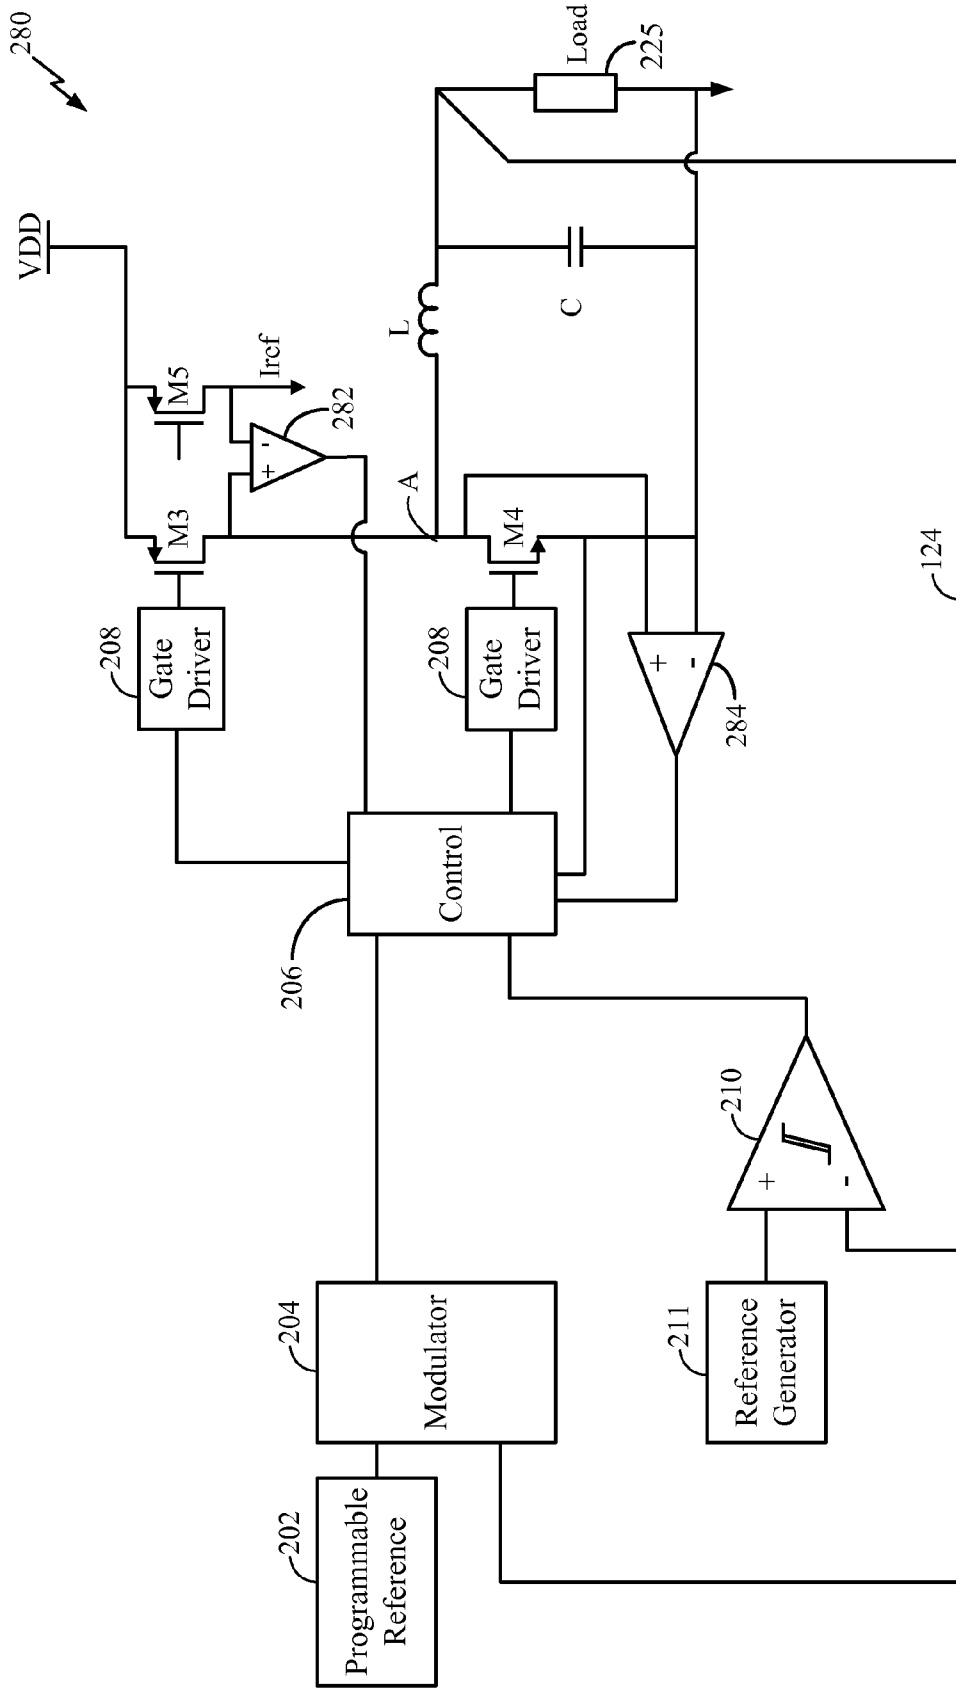 280
VDD
M5
Ircf
282
M3
208
Gate
Driver
L
A
C
Load
225
M4
208
Gate
Driver
+
-
+
-
284
206
Control
204
Modulator
202
Programmable
Reference
210
+
-
211
Reference
Generator
124